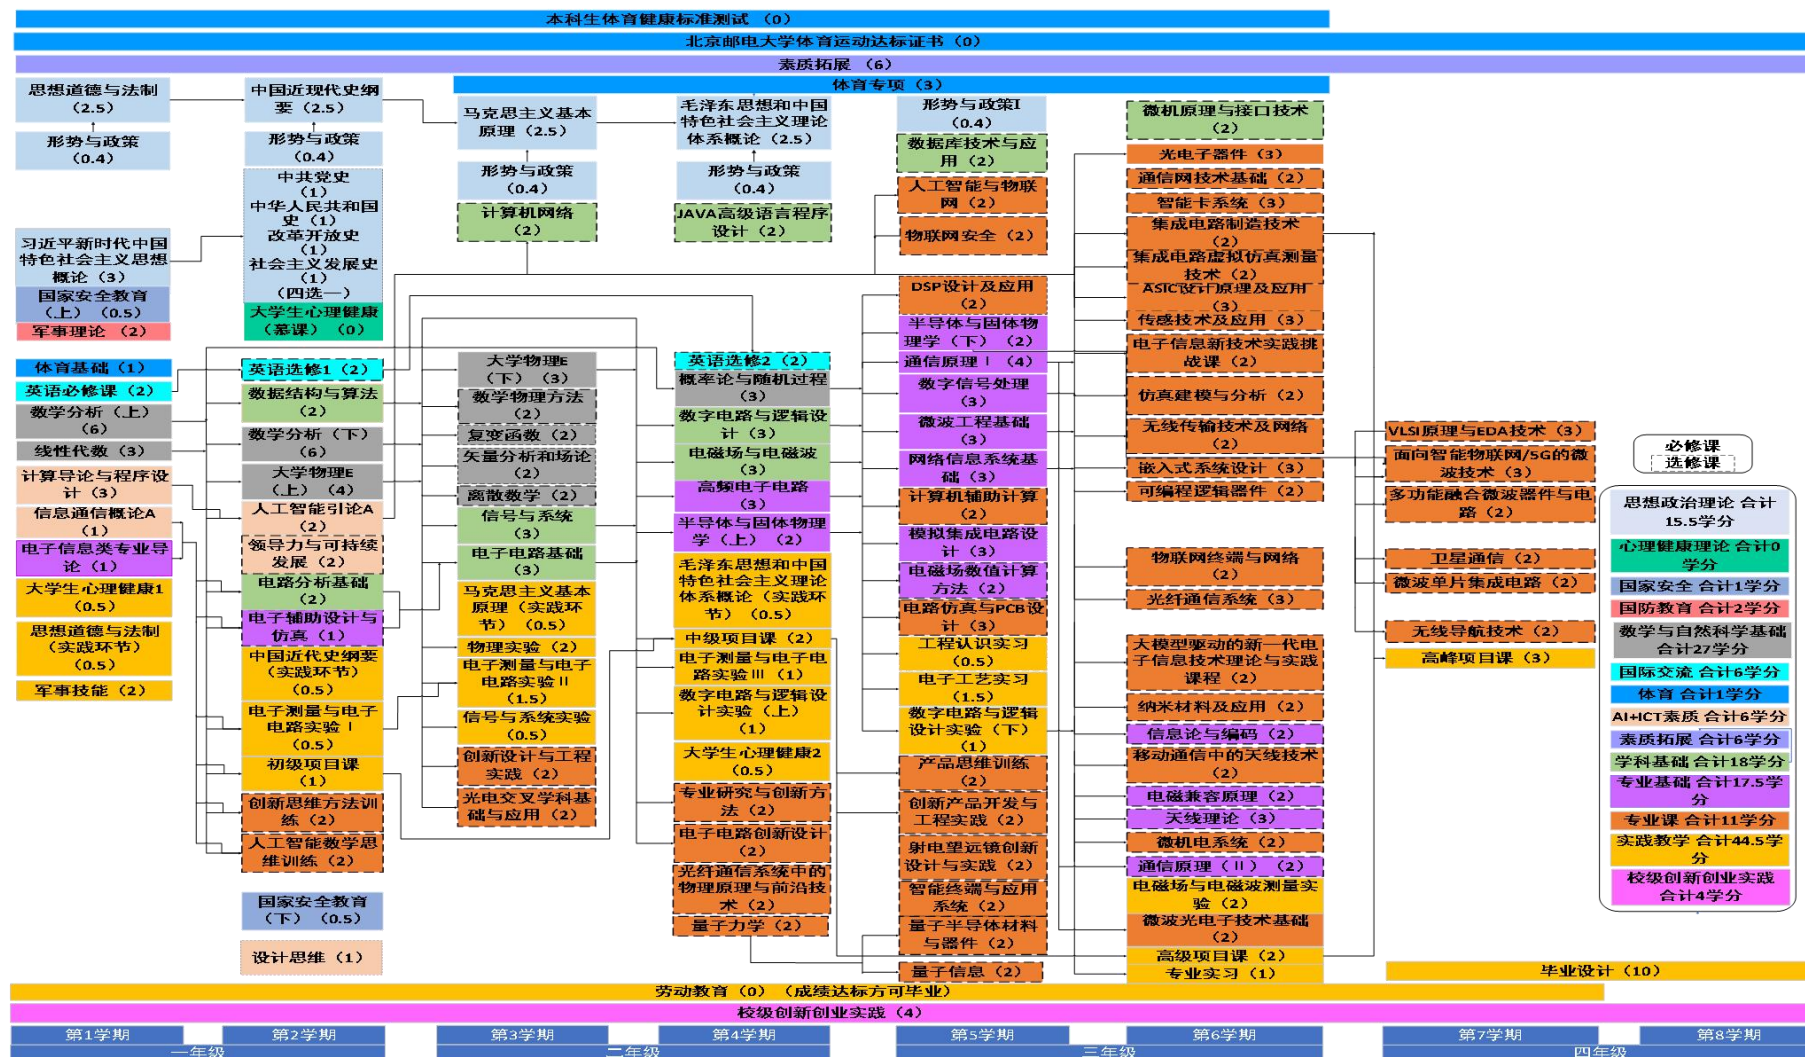 本科生体育健康标准测试（0）
北京邮电大学体育运动达标证书（0）
素质拓展（6）
体育专项（3）
思想道德与法制
（2.5）
形势与政策
（0.4）
习近平新时代中国
特色社会主义思想
概论（3）
国家安全教育
（上）（0.5）
军事理论（2）
体育基础（1）
英语必修课（2）
数学分析（上）
（6）
线性代数（3）
计算导论与程序设
计（3）
信息通信概论A
（1）
电子信息类专业导
论（1）
大学生心理健康1
（0.5）
思想道德与法制
（实践环节）
（0.5）
军事技能（2）
中国近现代史纲
要（2.5）
形势与政策
（0.4）
中共党史
（1）
中华人民共和国
史（1）
改革开放史
（1）
社会主义发展史
（1）
（四选一）
大学生心理健康
（慕课）（0）
英语选修1（2）
数据结构与算法
（2）
数学分析（下）
（6）
大学物理E
（上）（4）
人工智能引论A
（2）
领导力与可持续
发展（2）
电路分析基础
（2）
电子辅助设计与
仿真（1）
中国近代史纲要
（实践环节）
（0.5）
电子测量与电子
电路实验Ⅰ
（0.5）
初级项目课
（1）
创新思维方法训
练（2）
人工智能数学思
维训练（2）
国家安全教育
（下）（0.5）
设计思维（1）
马克思主义基本
原理（2.5）
形势与政策
（0.4）
计算机网络
（2）
大学物理E
（下）（3）
数学物理方法
（2）
复变函数（2）
矢量分析和场论
（2）
离散数学（2）
信号与系统
（3）
电子电路基础
（3）
马克思主义基本
原理（实践环
节）（0.5）
物理实验（2）
电子测量与电子
电路实验Ⅱ
（1.5）
信号与系统实验
（0.5）
创新设计与工程
实践（2）
光电交叉学科基
础与应用（2）
毛泽东思想和中国
特色社会主义理论
体系概论（2.5）
形势与政策
（0.4）
JAVA高级语言程序
设计（2）
英语选修2（2）
概率论与随机过程
（3）
数字电路与逻辑设
计（3）
电磁场与电磁波
（3）
高频电子电路
（3）
半导体与固体物理
学（上）（2）
毛泽东思想和中国
特色社会主义理论
体系概论（实践环
节）（0.5）
中级项目课（2）
电子测量与电子电
路实验Ⅲ（1）
数字电路与逻辑设
计实验（上）
（1）
大学生心理健康2
（0.5）
专业研究与创新方
法（2）
电子电路创新设计
（2）
光纤通信系统中的
物理原理与前沿技
术（2）
量子力学（2）
形势与政策I
（0.4）
数据库技术与应
用（2）
人工智能与物联
网（2）
物联网安全（2）
DSP设计及应用
（2）
半导体与固体物
理学（下）（2）
通信原理Ⅰ（4）
数字信号处理
（3）
微波工程基础
（3）
网络信息系统基
础（3）
计算机辅助计算
（2）
模拟集成电路设
计（3）
电磁场数值计算
方法（2）
电路仿真与PCB设
计（3）
工程认识实习
（0.5）
电子工艺实习
（1.5）
数字电路与逻辑
设计实验（下）
（1）
产品思维训练
（2）
创新产品开发与
工程实践（2）
射电望远镜创新
设计与实践（2）
智能终端与应用
系统（2）
量子半导体材料
与器件（2）
量子信息（2）
微机原理与接口技术
（2）
光电子器件（3）
通信网技术基础（2）
智能卡系统（3）
集成电路制造技术
（2）
集成电路虚拟仿真测量
技术（2）
ASIC设计原理及应用
（3）
传感技术及应用（3）
电子信息新技术实践挑
战课（2）
仿真建模与分析（2）
无线传输技术及网络
（2）
嵌入式系统设计（3）
可编程逻辑器件（2）
物联网终端与网络
（2）
光纤通信系统（3）
大模型驱动的新一代电
子信息技术理论与实践
课程（2）
纳米材料及应用（2）
信息论与编码（2）
移动通信中的天线技术
（2）
电磁兼容原理（2）
天线理论（3）
微机电系统（2）
通信原理（II）（2）
电磁场与电磁波测量实
验（2）
微波光电子技术基础
（2）
高级项目课（2）
专业实习（1）
VLSI原理与EDA技术（3）
面向智能物联网/5G的微
波技术（3）
多功能融合微波器件与电
路（2）
卫星通信（2）
微波单片集成电路（2）
无线导航技术（2）
高峰项目课（3）
毕业设计（10）
必修课
选修课
思想政治理论 合计
15.5学分
心理健康理论 合计0
学分
国家安全 合计1学分
国防教育 合计2学分
数学与自然科学基础
合计27学分
国际交流 合计6学分
体育 合计1学分
AI+ICT素质 合计6学分
素质拓展 合计6学分
学科基础 合计18学分
专业基础 合计17.5学
分
专业课 合计11学分
实践教学 合计44.5学
分
校级创新创业实践
合计4学分
劳动教育（0）（成绩达标方可毕业）
校级创新创业实践（4）
第1学期
第2学期
第3学期
第4学期
第5学期
第6学期
第7学期
第8学期
一年级
二年级
三年级
四年级